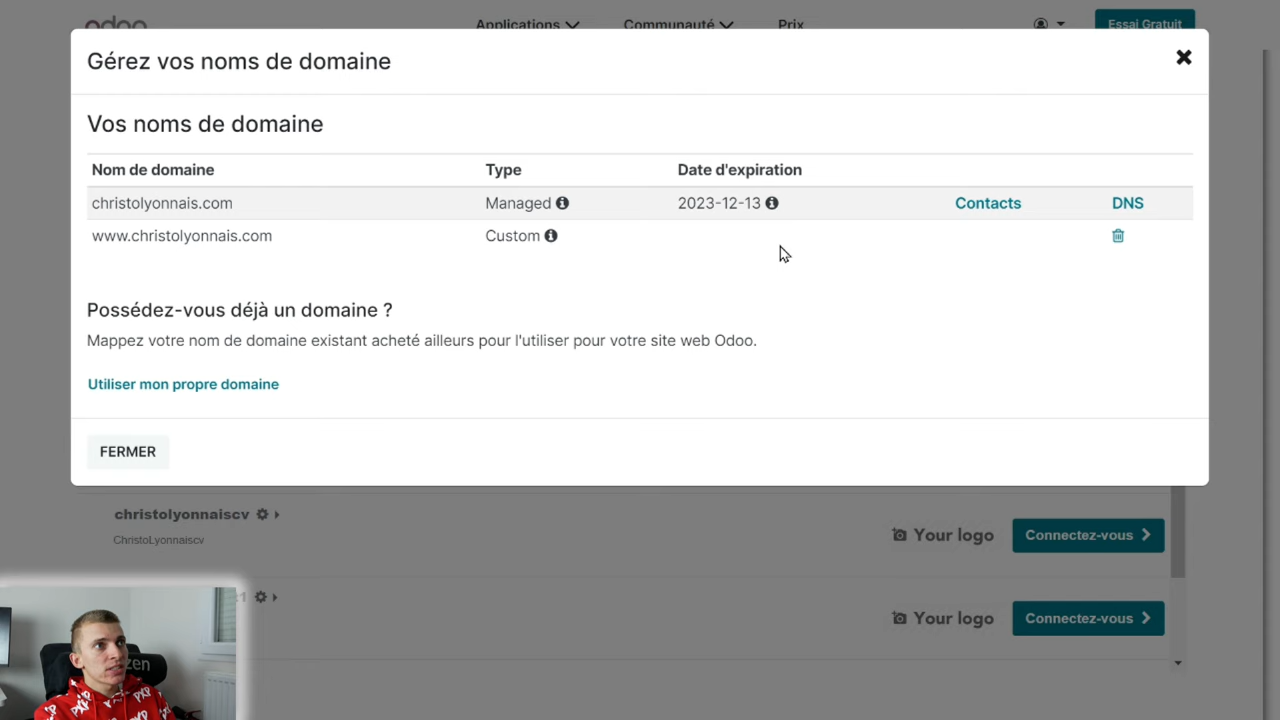 odoo Applications Communauté Prix Essai Gratuit
Gérez vos noms de domaine
Vos noms de domaine
Nom de domaine Type Date d'expiration
christolyonnais.com Managed 2023-12-13 Contacts DNS
www.christolyonnais.com Custom
Possédez-vous déjà un domaine ?
Mappez votre nom de domaine existant acheté ailleurs pour l'utiliser pour votre site web Odoo.
Utiliser mon propre domaine
FERMER
christolyonnaiscv Your logo Connectez-vous
ChristoLyonnaiscv
Your logo Connectez-vous